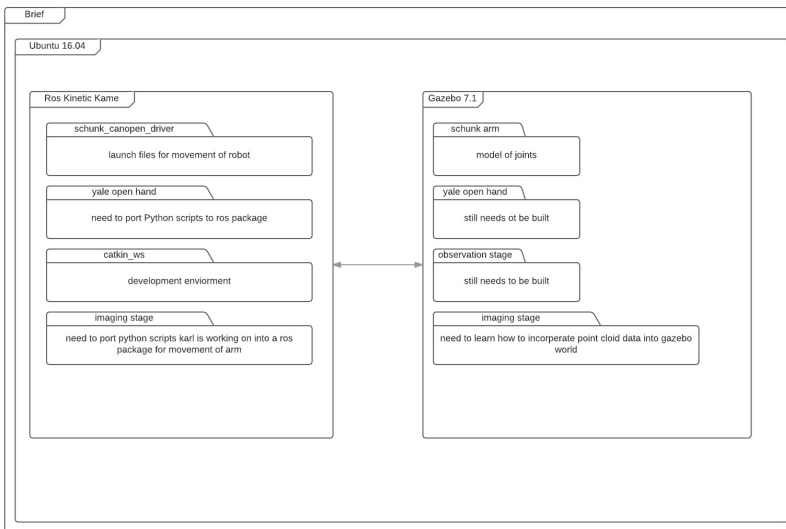 Brief
Ubuntu 16.04
Ros Kinetic Kame
schunk_canopen_driver
launch files for movement of robot
yale open hand
need to port Python scripts to ros package
catkin_ws
development enviorment
imaging stage
need to port python scripts karl is working on into a ros
package for movement of arm
Gazebo 7.1
schunk arm
model of joints
yale open hand
still needs ot be built
observation stage
still needs to be built
imaging stage
need to learn how to incorperate point cloid data into gazebo
world